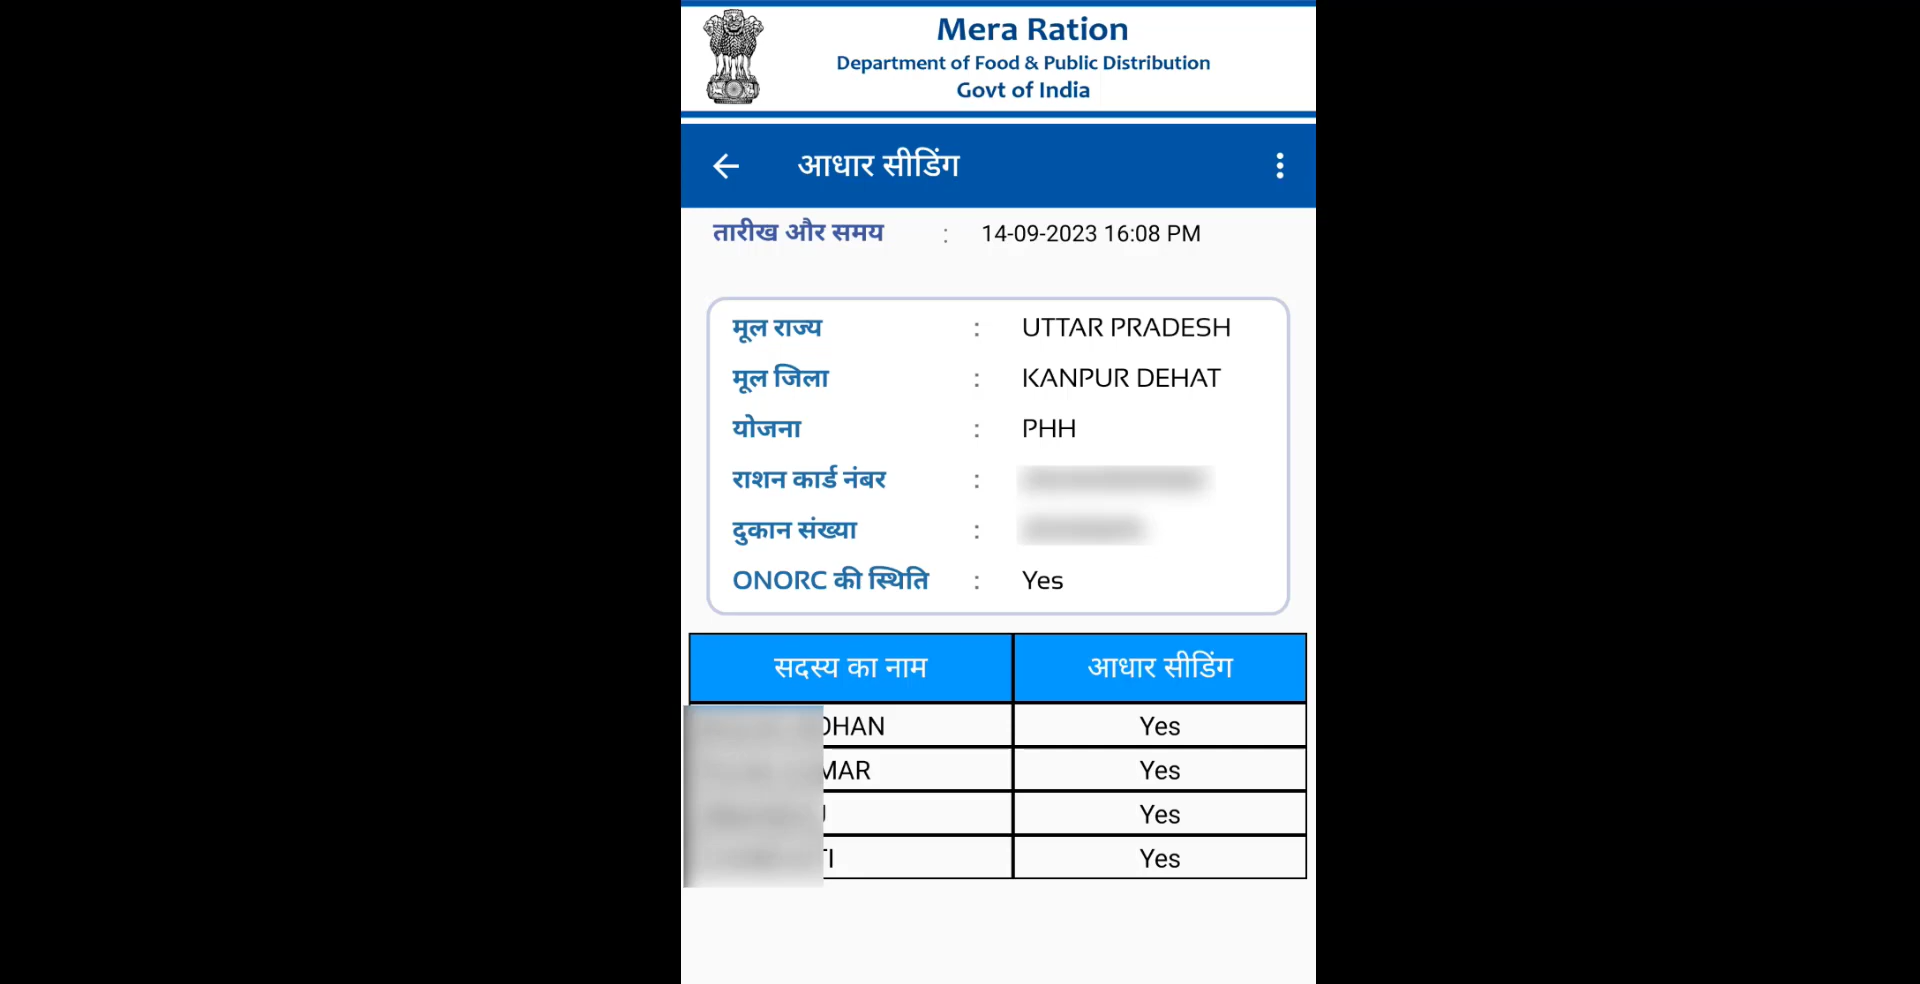 Mera Ration
Department of Food & Public Distribution
Govt of India
आधार सीडिंग
तारीख और समय : 14-09-2023 16:08 PM
मूल राज्य : UTTAR PRADESH
मूल जिला : KANPUR DEHAT
योजना : PHH
राशन कार्ड नंबर :
दुकान संख्या :
ONORC की स्थिति : Yes
सदस्य का नाम आधार सीडिंग
Yes
Yes
Yes
Yes